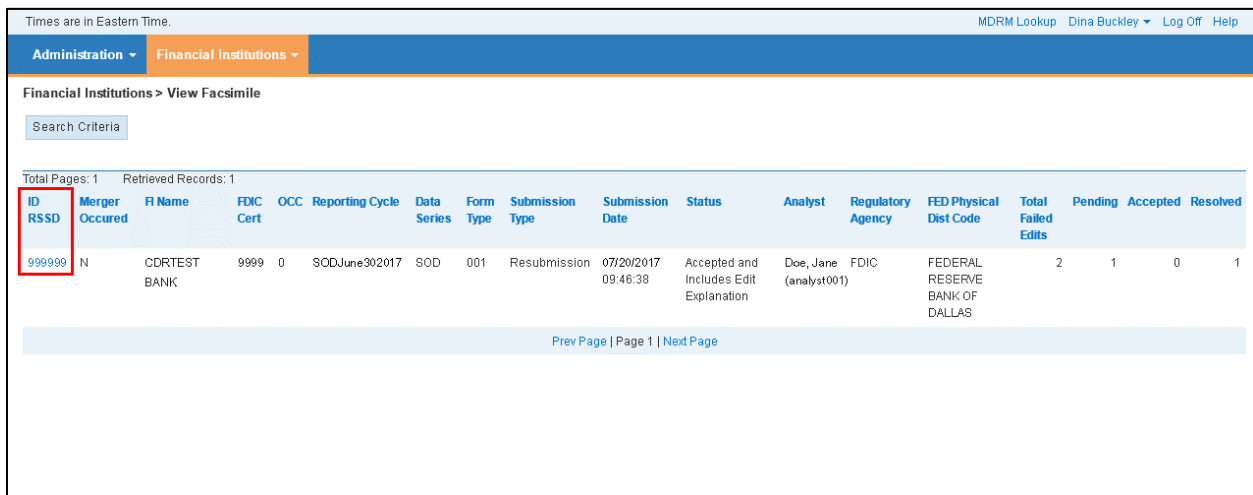 Times are in Eastern Time. MDRM Lookup Dina Buckley Log Off Help
Administration Financial Institutions
Financial Institutions > View Facsimile
Search Criteria
Total Pages: 1 Retrieved Records: 1
ID Merger FI Name FDIC OCC Reporting Cycle Data Form Submission Submission Status Analyst Regulatory FED Physical Total Pending Accepted Resolved
RSSD Occured Cert Series Type Type Date Agency Dist Code Failed
Edits
999999 N CDRTEST 9999 0 SODJune302017 SOD 001 Resubmission 07/20/2017 Accepted and Doe, Jane FDIC FEDERAL 2 1 0 1
BANK 09:46:38 Includes Edit (analyst001) RESERVE
Explanation BANK OF
DALLAS
Prev Page | Page 1 | Next Page